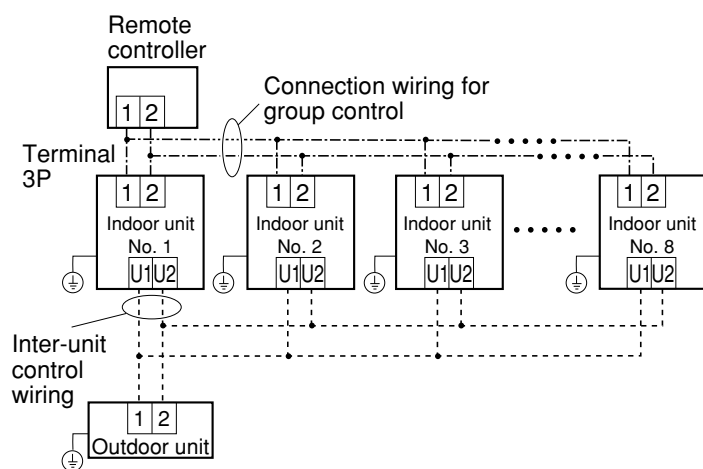 Remote
controller
1 2
Connection wiring for
group control
Terminal
3P
1 2
Indoor unit
No. 1
U1 U2
1 2
Indoor unit
No. 2
U1 U2
1 2
Indoor unit
No. 3
U1 U2
1 2
Indoor unit
No. 8
U1 U2
Inter-unit
control
wiring
1 2
Outdoor unit